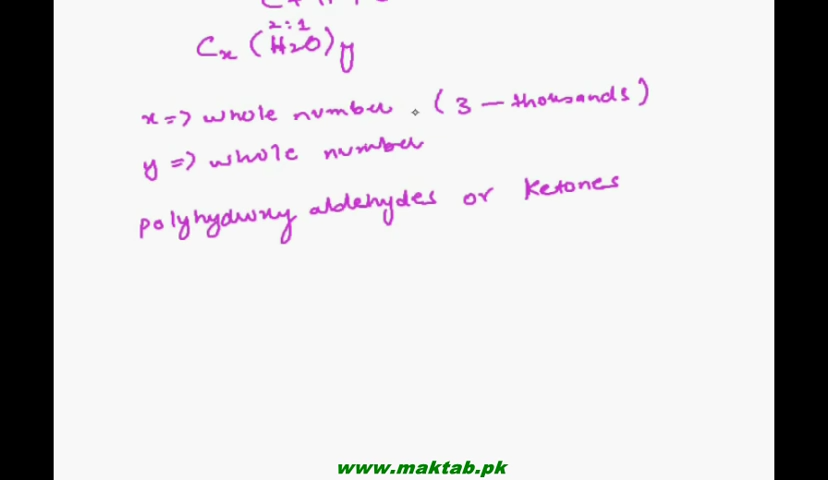 2:1
Cx (H2O)y
x => whole number. (3 — thousands)
y => whole number
polyhydroxy aldehydes or Ketones
www.maktab.pk